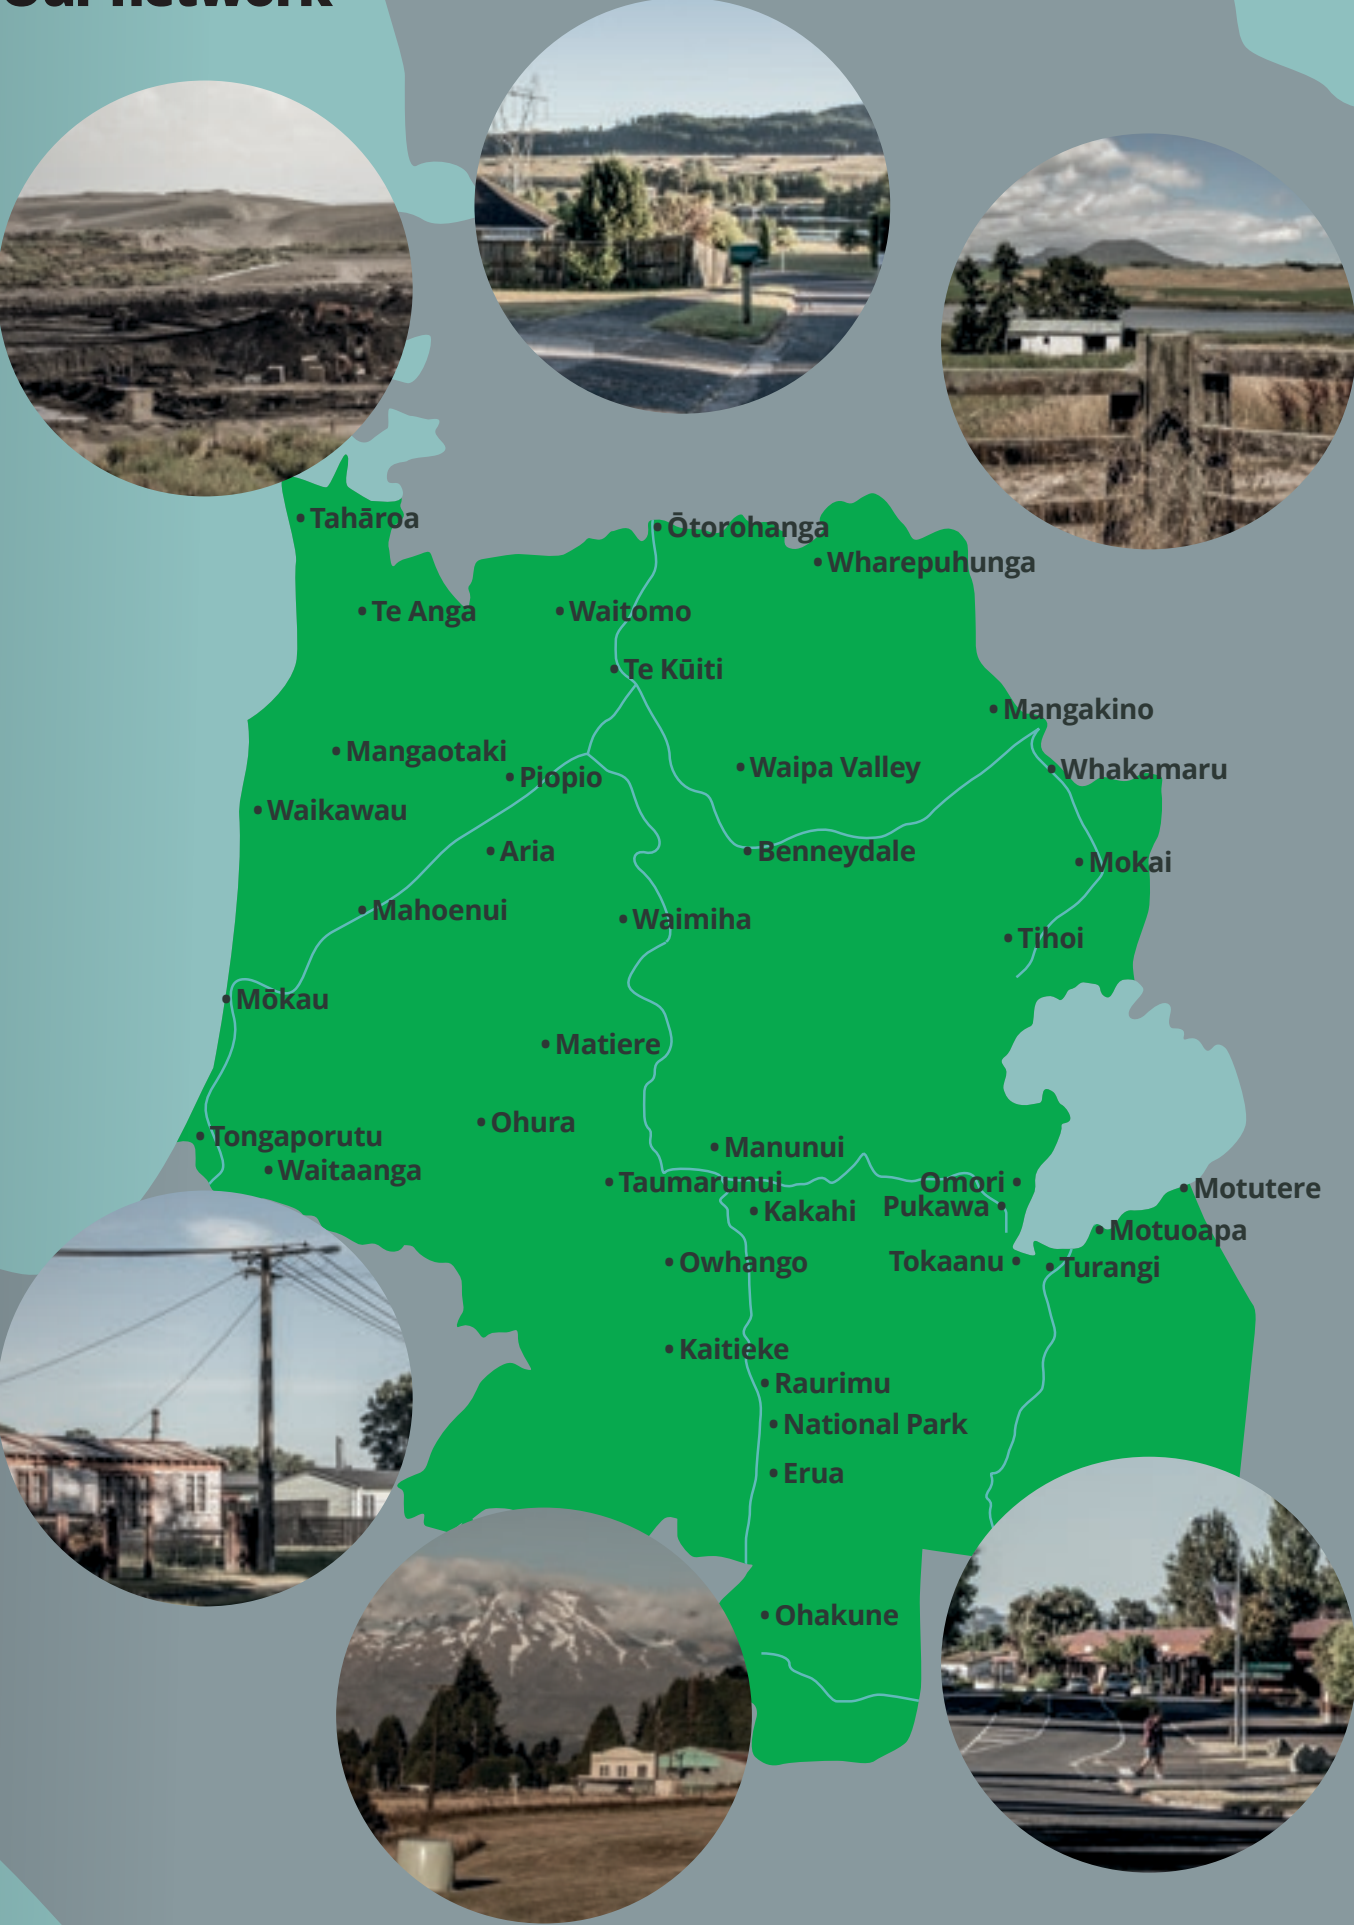 Our network
Tahāroa
Ōtorohanga
Wharepuhunga
Te Anga
Waitomo
Te Kūiti
Mangakino
Mangaotaki
Piopio
Waipa Valley
Whakamaru
Waikawau
Aria
Benneydale
Mokai
Mahoenui
Waimiha
Tihoi
Mōkau
Matiere
Ohura
Tongaporutu
Manunui
Waitaanga
Taumarunui
Omori
Motutere
Kakahi
Pukawa
Motuoapa
Owhango
Tokaanu
Turangi
Kaitieke
Raurimu
National Park
Erua
Ohakune